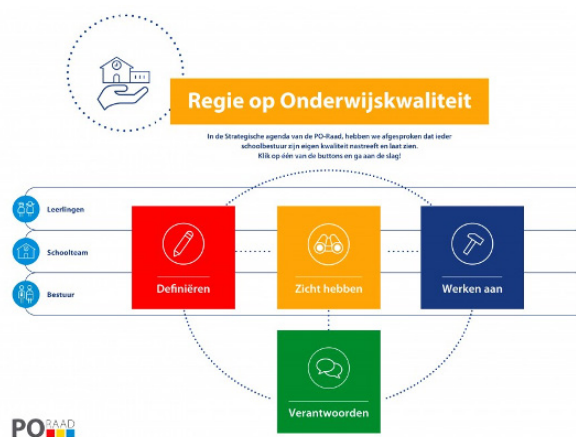 Regie op Onderwijskwaliteit
In de Strategische agenda van de PO-Raad, hebben we afgesproken dat ieder
schoolbestuur zijn eigen kwaliteit nastreeft en laat zien.
Klik op één van de buttons en ga aan de slag!
Leerlingen
Schoolteam
Bestuur
Definiëren
Zicht hebben
Werken aan
Verantwoorden
PO RAAD